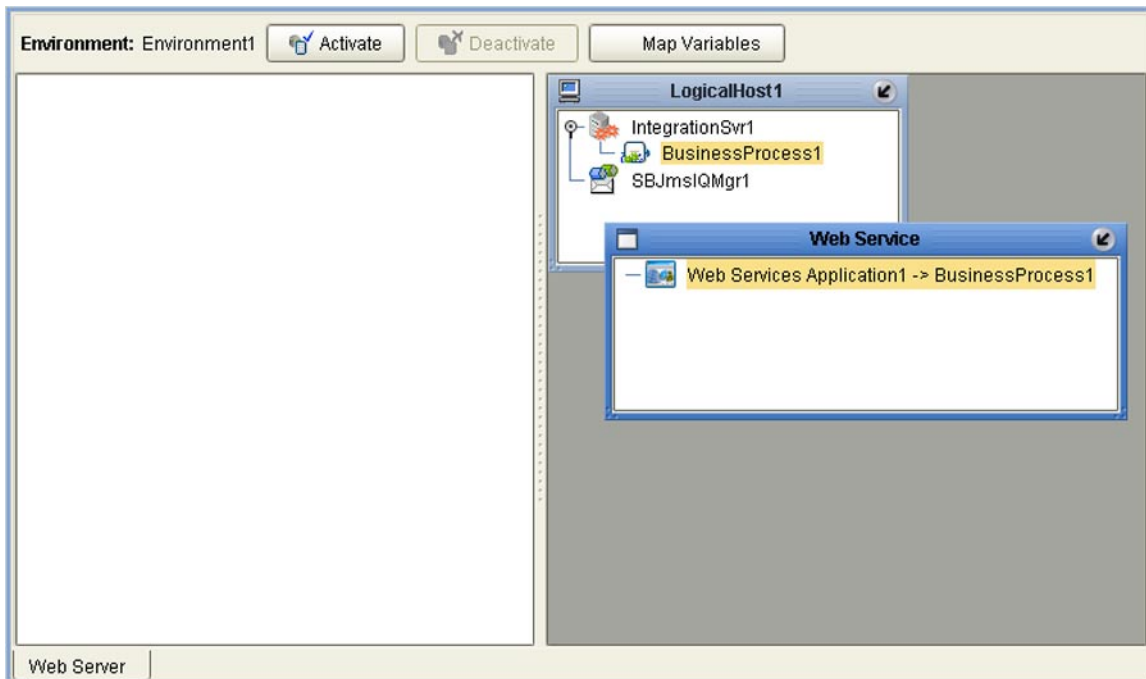 Environment: Environment1 Activate Deactivate Map Variables
LogicalHost1
IntegrationSvr1
BusinessProcess1
SBJmsIQMgr1
Web Service
Web Services Application1 -> BusinessProcess1
Web Server